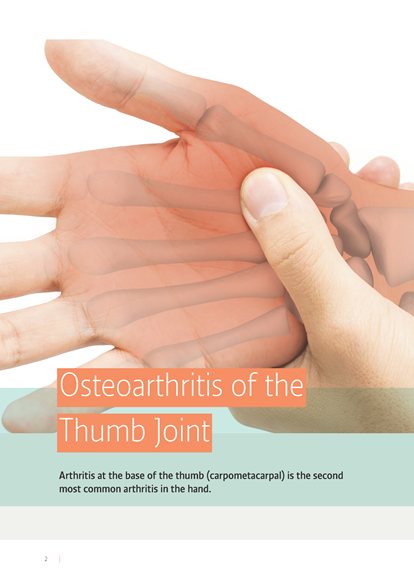 Osteoarthritis of the
Thumb Joint
Arthritis at the base of the thumb (carpometacarpal) is the second
most common arthritis in the hand.
2 |